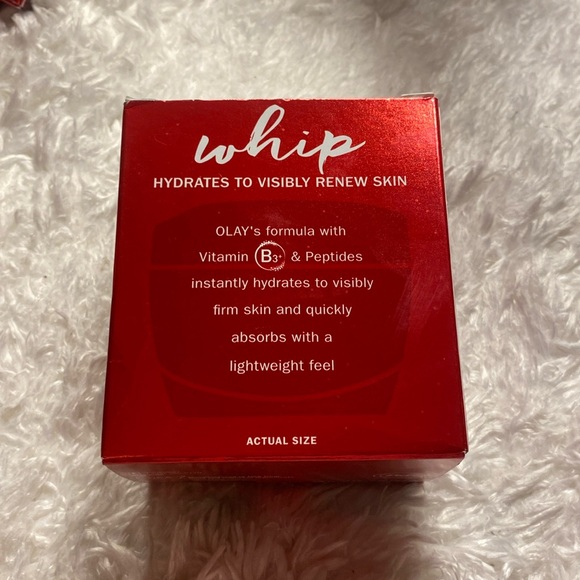 whip
HYDRATES TO VISIBLY RENEW SKIN
OLAY's formula with
Vitamin B3+ & Peptides
instantly hydrates to visibly
firm skin and quickly
absorbs with a
lightweight feel
ACTUAL SIZE